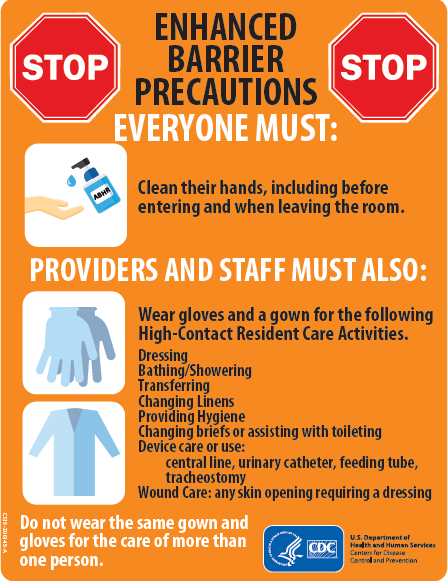 STOP
ENHANCED
BARRIER
PRECAUTIONS
STOP
EVERYONE MUST:
ABHR
Clean their hands, including before
entering and when leaving the room.
PROVIDERS AND STAFF MUST ALSO:
Wear gloves and a gown for the following
High-Contact Resident Care Activities.
Dressing
Bathing/Showering
Transferring
Changing Linens
Providing Hygiene
Changing briefs or assisting with toileting
Device care or use:
central line, urinary catheter, feeding tube,
tracheostomy
Wound Care: any skin opening requiring a dressing
Do not wear the same gown and
gloves for the care of more than
one person.
CDC
U.S. Department of
Health and Human Services
Centers for Disease
Control and Prevention